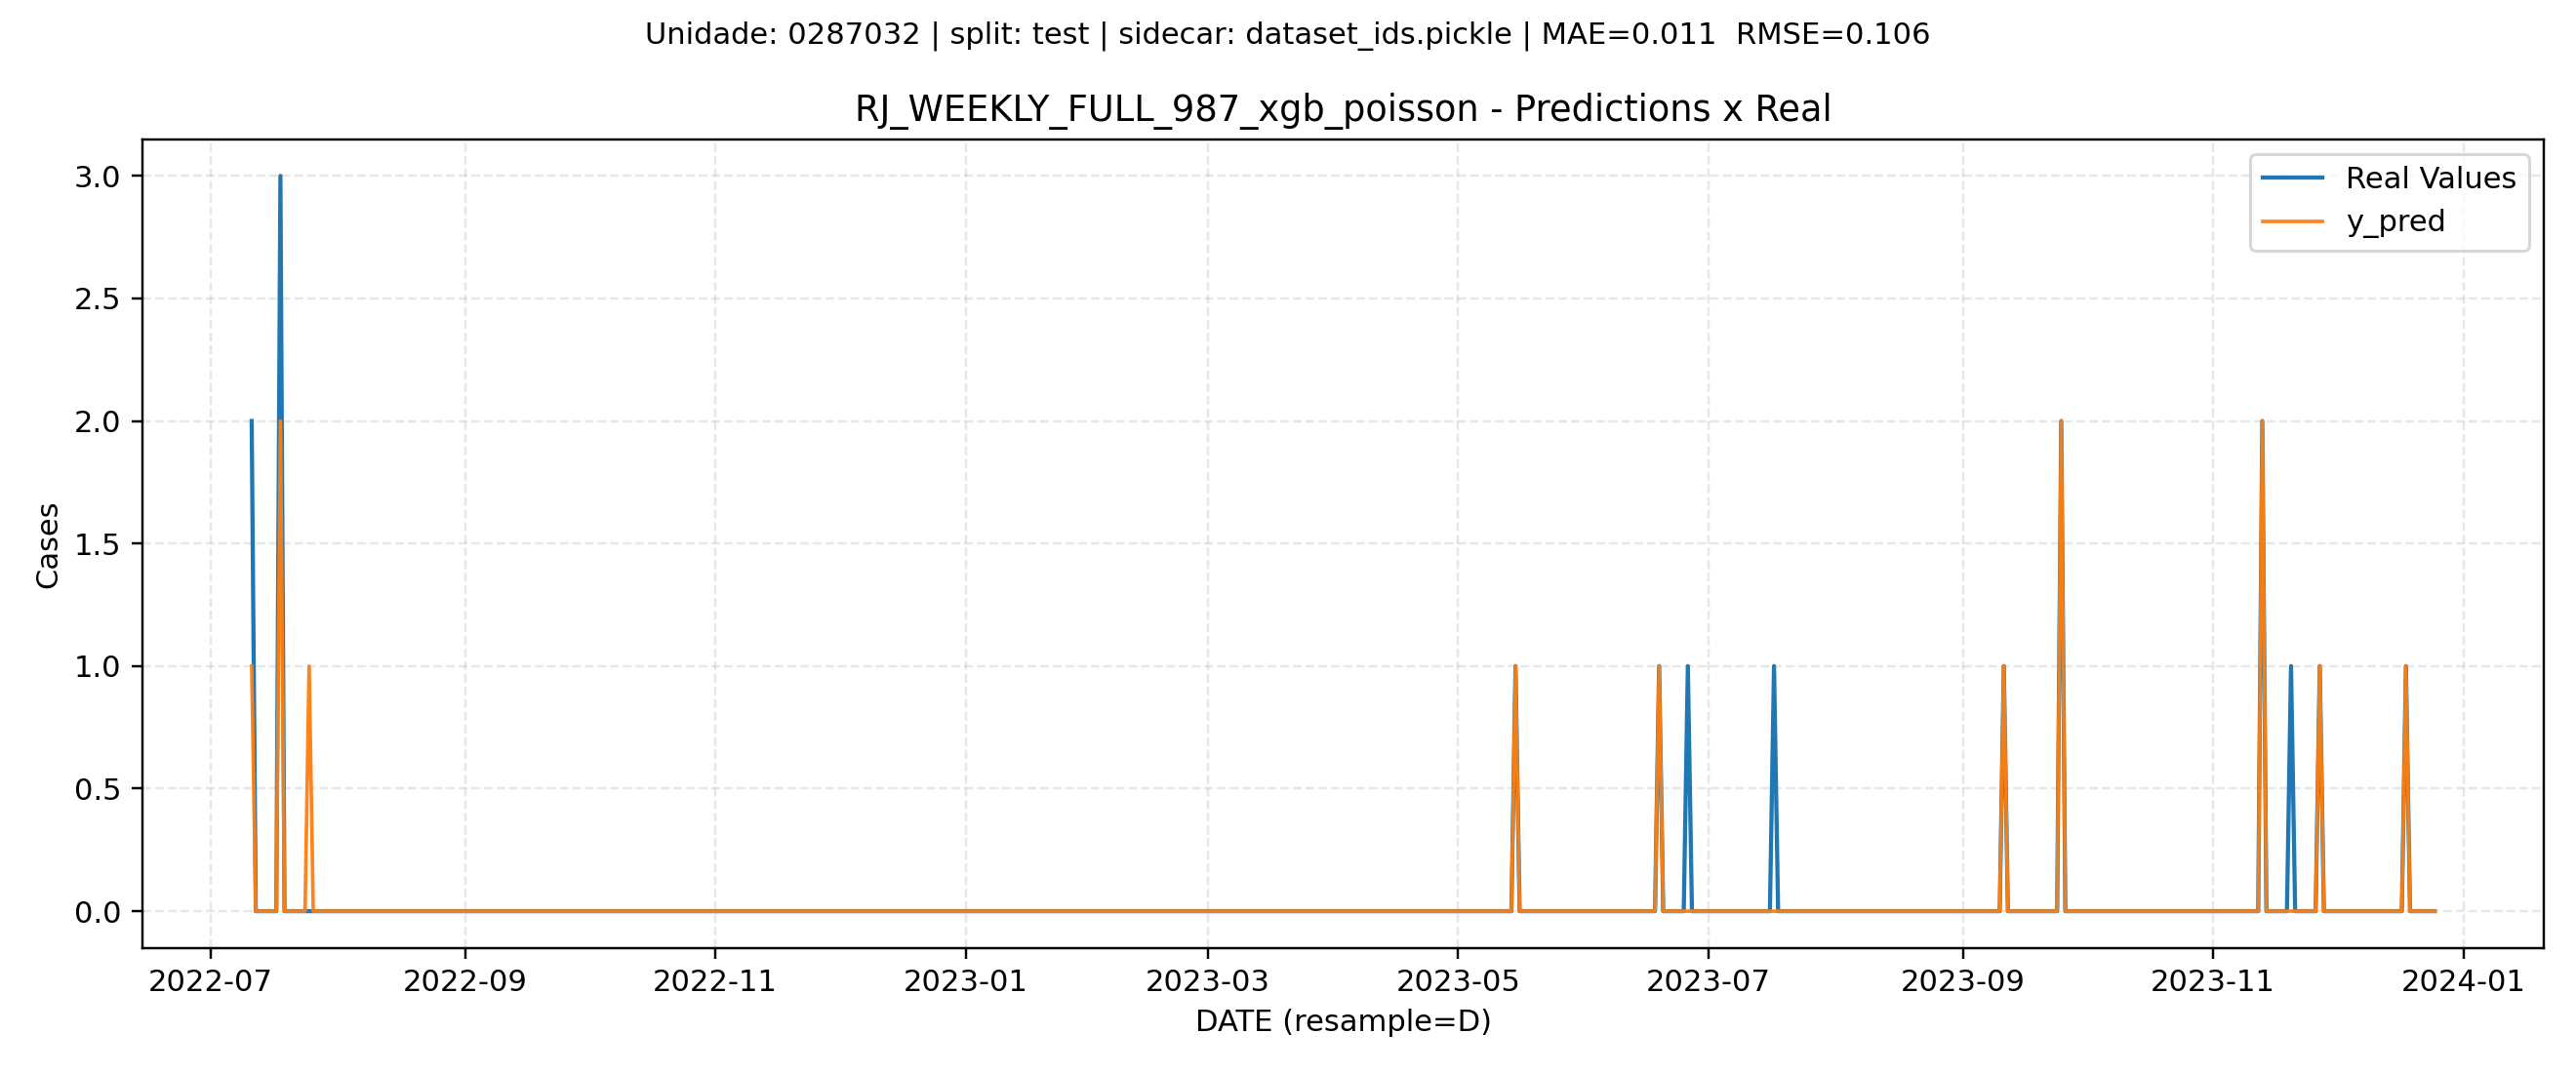 Unidade: 0287032 | split: test | sidecar: dataset_ids.pickle | MAE=0.011  RMSE=0.106
RJ_WEEKLY_FULL_987_xgb_poisson - Predictions x Real
Real Values
y_pred
Cases
3.0
2.5
2.0
1.5
1.0
0.5
0.0
2022-07 2022-09 2022-11 2023-01 2023-03 2023-05 2023-07 2023-09 2023-11 2024-01
DATE (resample=D)